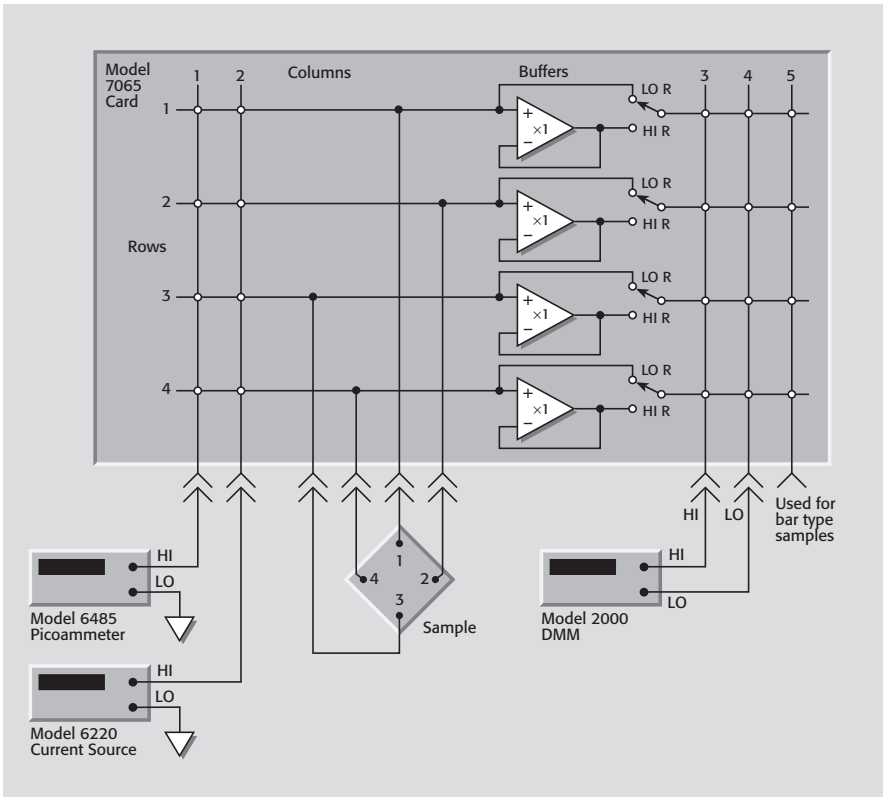 Model
7065
Card
1
2
Columns
Buffers
3
4
5
1
+
×1
−
LO R
HI R
2
+
×1
−
LO R
HI R
Rows
3
+
×1
−
LO R
HI R
4
+
×1
−
LO R
HI R
HI
LO
Used for
bar type
samples
HI
LO
Model 6485
Picoammeter
1
4
2
3
Sample
HI
LO
Model 2000
DMM
HI
LO
Model 6220
Current Source